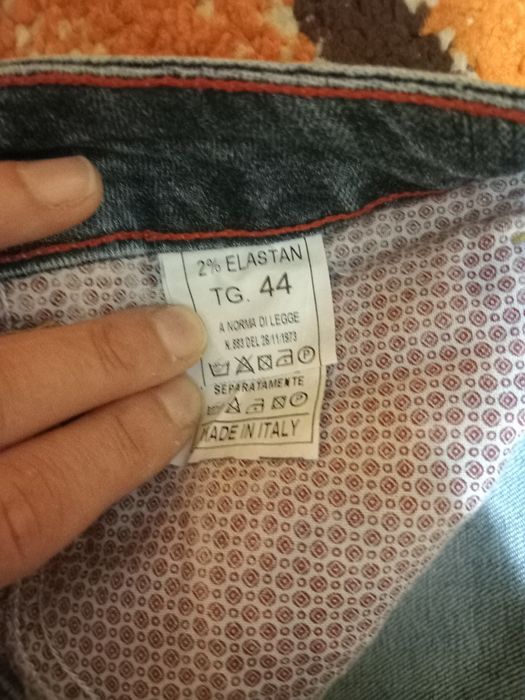 2% ELASTAN
TG. 44
A NORMA DI LEGGE
N. 883 DEL 26/11/1973
SEPARATAMENTE
MADE IN ITALY